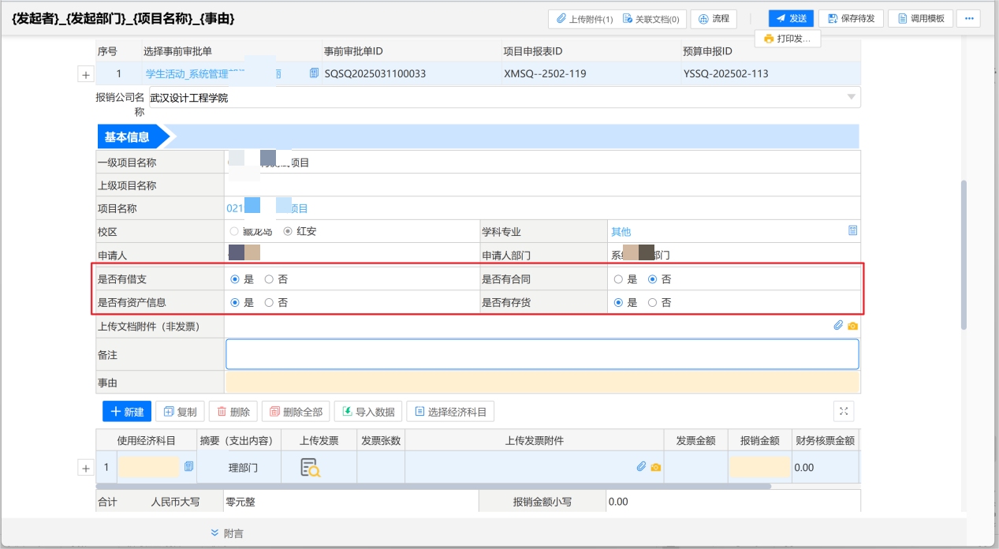 {发起者}_{发起部门}_{项目名称}_{事由}
上传附件(1) 关联文档(0) 流程 发送 保存待发 调用模板
打印发...
序号 选择事前审批单 事前审批单ID 项目申报表ID 预算申报ID
1 学生活动_系统管理 SQSQ2025031100033 XMSQ--2502-119 YSSQ-202502-113
报销公司名称 武汉设计工程学院
基本信息
一级项目名称 项目
上级项目名称
项目名称 021 项目
校区 藏龙岛 红安 学科专业 其他
申请人 申请人部门 系 部门
是否有借支 是 否 是否有合同 是 否
是否有资产信息 是 否 是否有存货 是 否
上传文档附件（非发票）
备注
事由
新建 复制 删除 删除全部 导入数据 选择经济科目
使用经济科目 摘要（支出内容） 上传发票 发票张数 上传发票附件 发票金额 报销金额 财务核票金额
1 理部门 0.00
合计 人民币大写 零元整 报销金额小写 0.00
附言